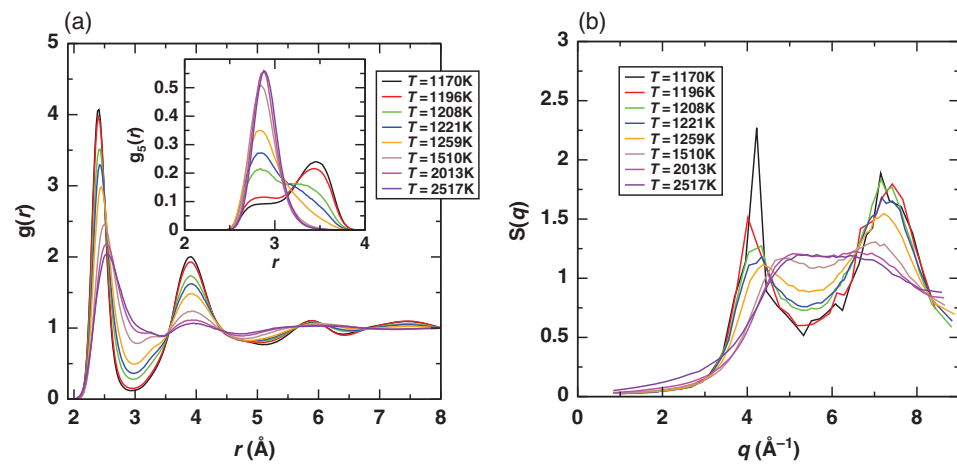 (a)
5
4
3
2
1
0
g(r)
2 3 4 5 6 7 8
r (Å)
0.5
0.4
0.3
0.2
0.1
0
g5(r)
2 3 4
r
T=1170K
T=1196K
T=1208K
T=1221K
T=1259K
T=1510K
T=2013K
T=2517K
(b)
3
2.5
2
1.5
1
0.5
0
S(q)
0 2 4 6 8
q (Å−1)
T=1170K
T=1196K
T=1208K
T=1221K
T=1259K
T=1510K
T=2013K
T=2517K